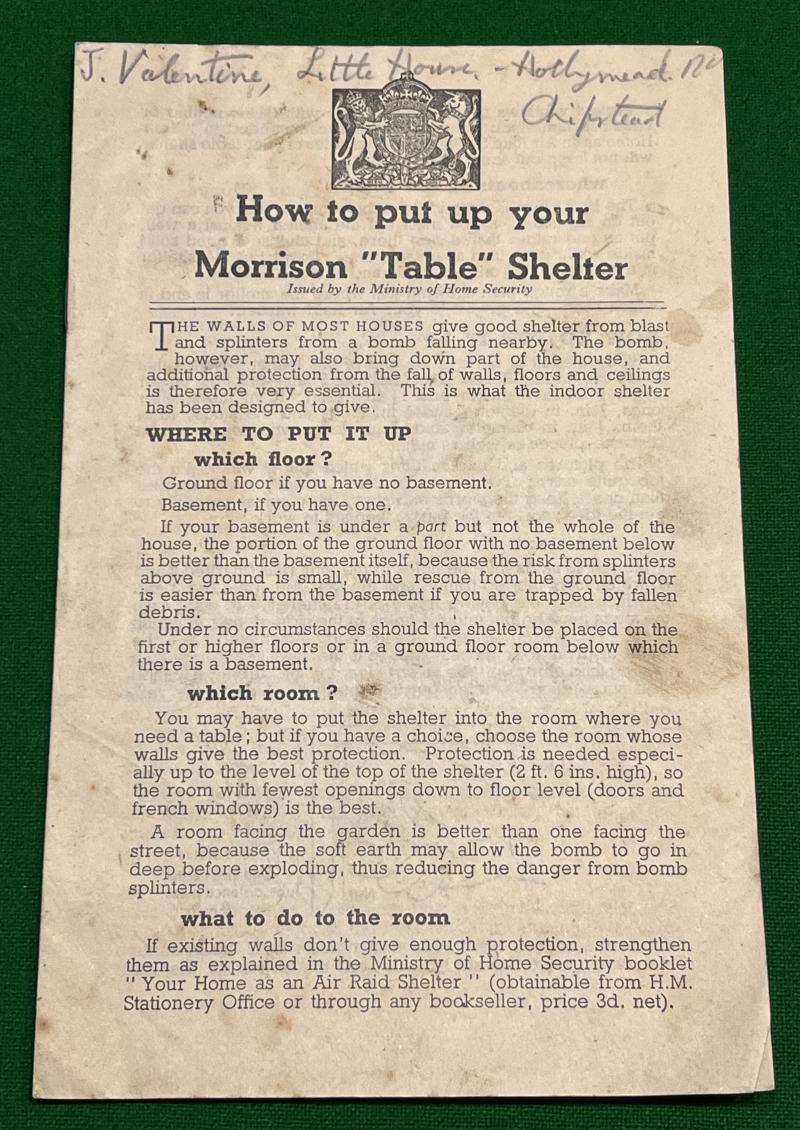 J. Valentine, Little House, - Hollymead Rd
Chipstead
How to put up your
Morrison "Table" Shelter
Issued by the Ministry of Home Security
THE WALLS OF MOST HOUSES give good shelter from blast
and splinters from a bomb falling nearby. The bomb,
however, may also bring down part of the house, and
additional protection from the fall of walls, floors and ceilings
is therefore very essential. This is what the indoor shelter
has been designed to give.
WHERE TO PUT IT UP
which floor?
Ground floor if you have no basement.
Basement, if you have one.
If your basement is under a part but not the whole of the
house, the portion of the ground floor with no basement below
is better than the basement itself, because the risk from splinters
above ground is small, while rescue from the ground floor
is easier than from the basement if you are trapped by fallen
debris.
Under no circumstances should the shelter be placed on the
first or higher floors or in a ground floor room below which
there is a basement.
which room?
You may have to put the shelter into the room where you
need a table; but if you have a choice, choose the room whose
walls give the best protection. Protection is needed especi-
ally up to the level of the top of the shelter (2 ft. 6 ins. high), so
the room with fewest openings down to floor level (doors and
french windows) is the best.
A room facing the garden is better than one facing the
street, because the soft earth may allow the bomb to go in
deep before exploding, thus reducing the danger from bomb
splinters.
what to do to the room
If existing walls don't give enough protection, strengthen
them as explained in the Ministry of Home Security booklet
"Your Home as an Air Raid Shelter" (obtainable from H.M.
Stationery Office or through any bookseller, price 3d. net).